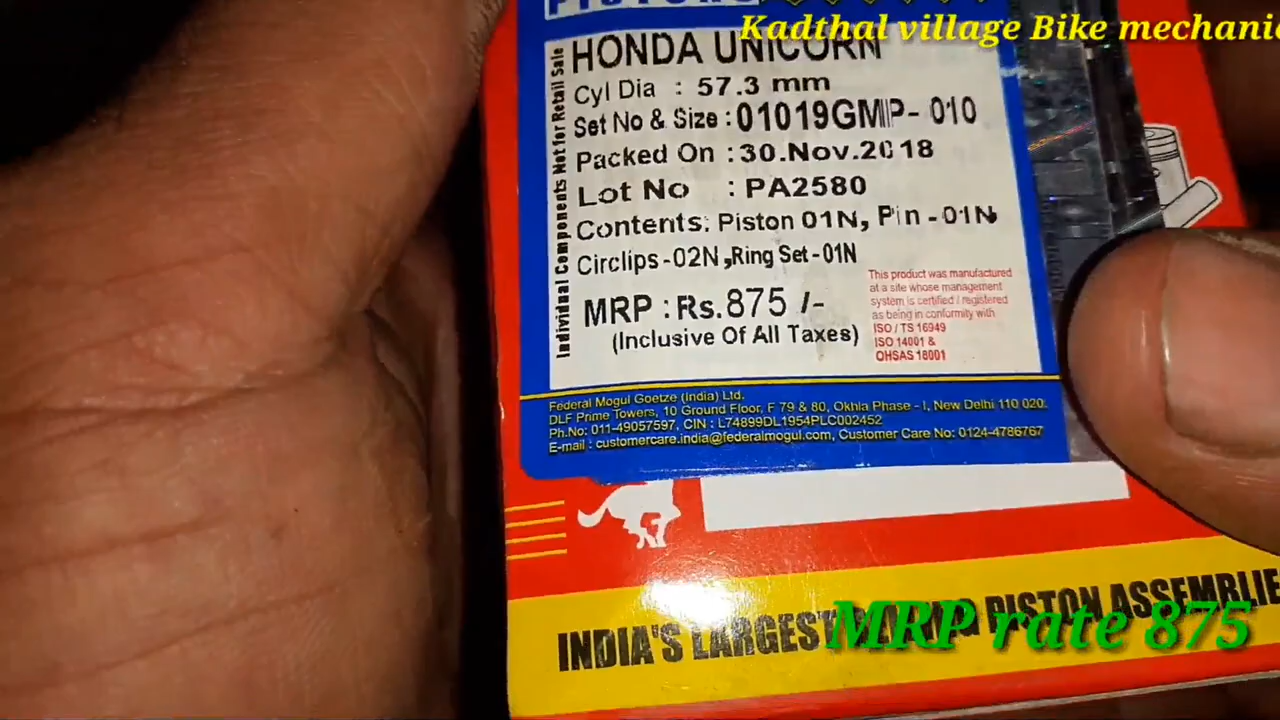 PISTONS
Kadthal village Bike mechanic
HONDA UNICORN
Cyl Dia : 57.3 mm
Set No & Size : 01019GMIP- 010
Packed On : 30.Nov.2018
Lot No : PA2580
Contents: Piston 01N, Pin -01N
Circlips -02N ,Ring Set -01N
MRP : Rs.875 /-
(Inclusive Of All Taxes)
Individual Components Not for Retail Sale
This product was manufactured
at a site whose management
system is certified / registered
as being in conformity with
ISO / TS 16949
ISO 14001 &
OHSAS 18001
Federal Mogul Goetze (India) Ltd.
DLF Prime Towers, 10 Ground Floor, F 79 & 80, Okhla Phase - I, New Delhi 110 020.
Ph.No: 011-49057597, CIN : L74899DL1954PLC002452
E-mail : customercare.india@federalmogul.com, Customer Care No: 0124-4786767
INDIA'S LARGEST PISTON ASSEMBLIE
MRP rate 875